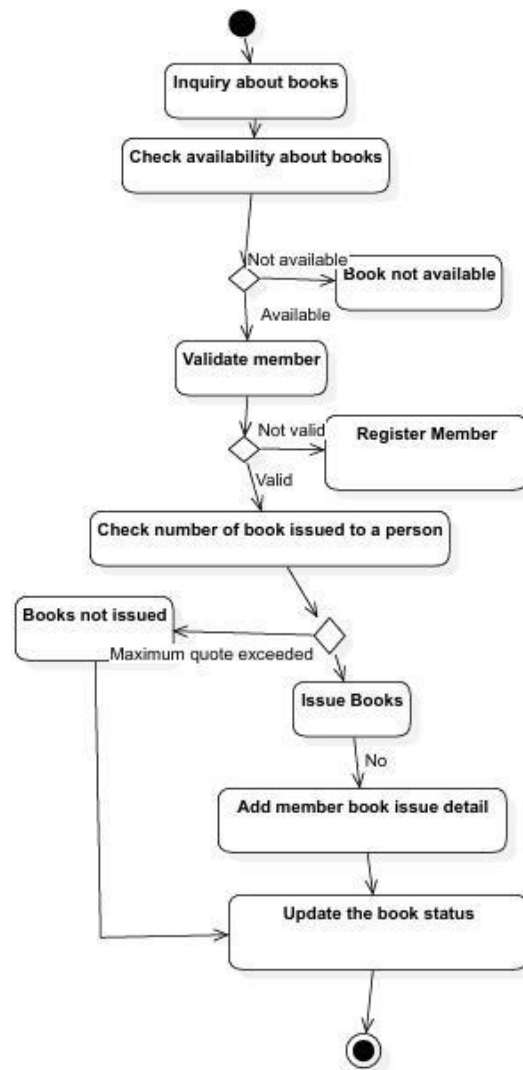 Inquiry about books
Check availability about books
Not available
Book not available
Available
Validate member
Not valid
Register Member
Valid
Check number of book issued to a person
Books not issued
Maximum quote exceeded
Issue Books
No
Add member book issue detail
Update the book status